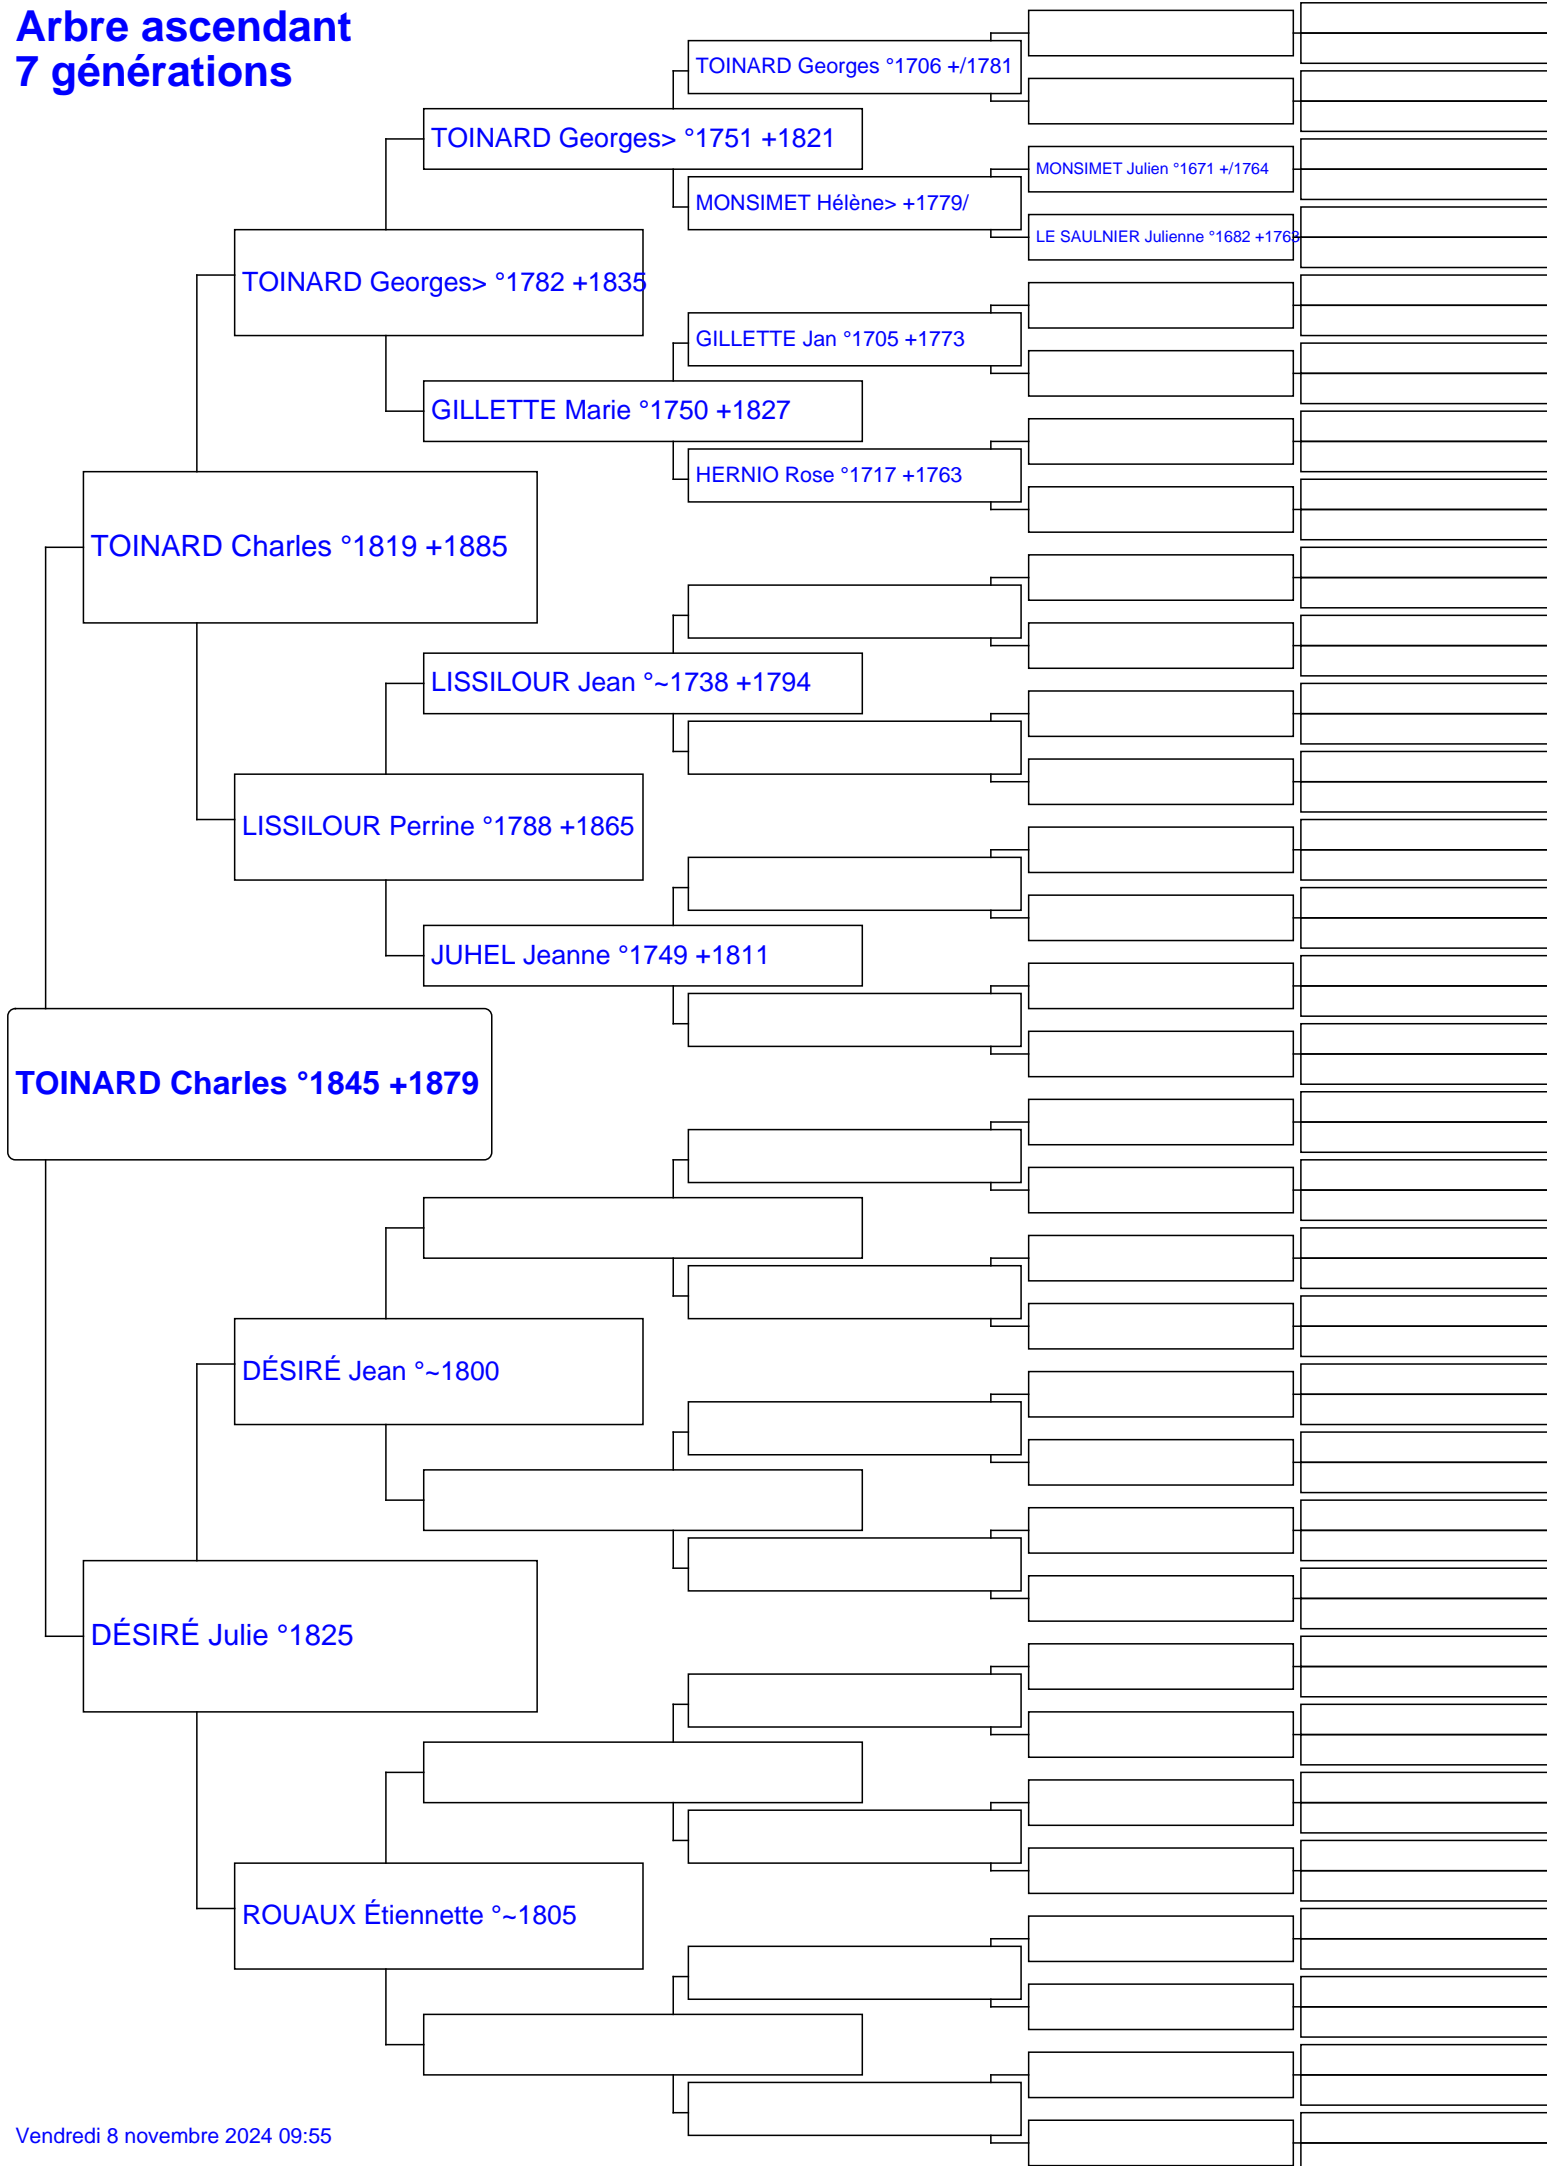 Arbre ascendant
7 générations
TOINARD Georges °1706 +/1781
TOINARD Georges> °1751 +1821
MONSIMET Julien °1671 +/1764
MONSIMET Hélène> +1779/
LE SAULNIER Julienne °1682 +1763
TOINARD Georges> °1782 +1835
GILLETTE Jan °1705 +1773
GILLETTE Marie °1750 +1827
HERNIO Rose °1717 +1763
TOINARD Charles °1819 +1885
LISSILOUR Jean °~1738 +1794
LISSILOUR Perrine °1788 +1865
JUHEL Jeanne °1749 +1811
TOINARD Charles °1845 +1879
DÉSIRÉ Jean °~1800
DÉSIRÉ Julie °1825
ROUAUX Étiennette °~1805
Vendredi 8 novembre 2024 09:55